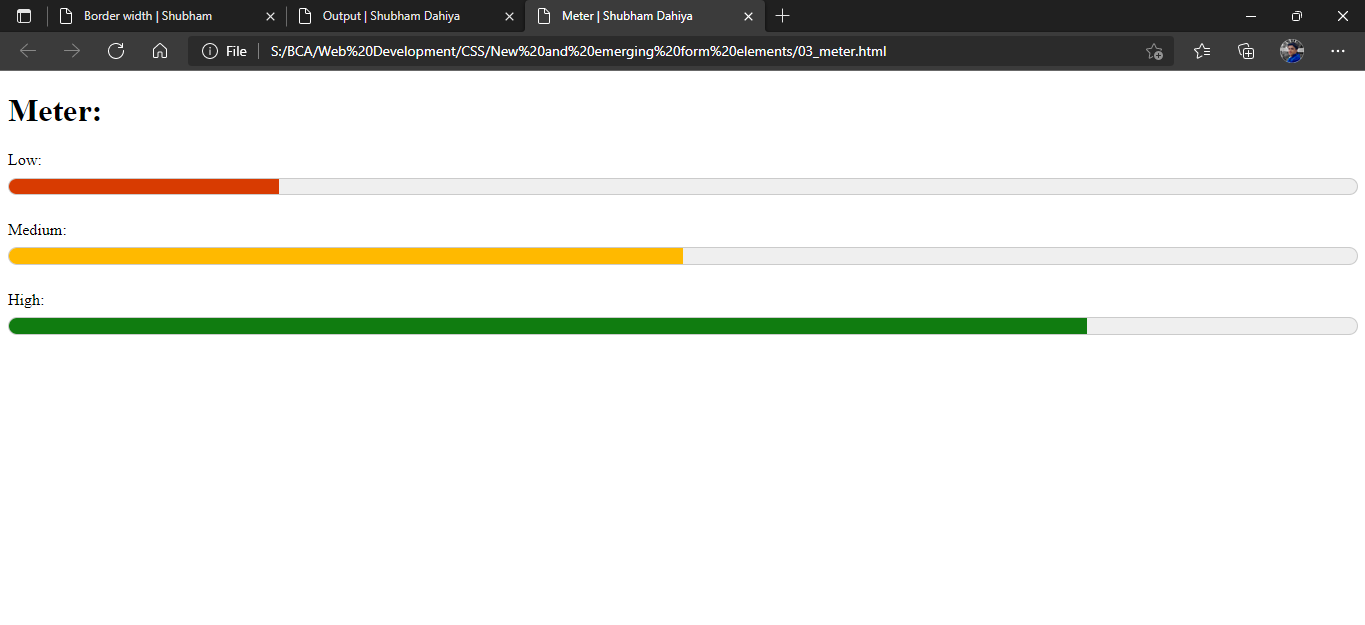 Border width | Shubham
Output | Shubham Dahiya
Meter | Shubham Dahiya
File
S:/BCA/Web%20Development/CSS/New%20and%20emerging%20form%20elements/03_meter.html
Meter:
Low:
Medium:
High: